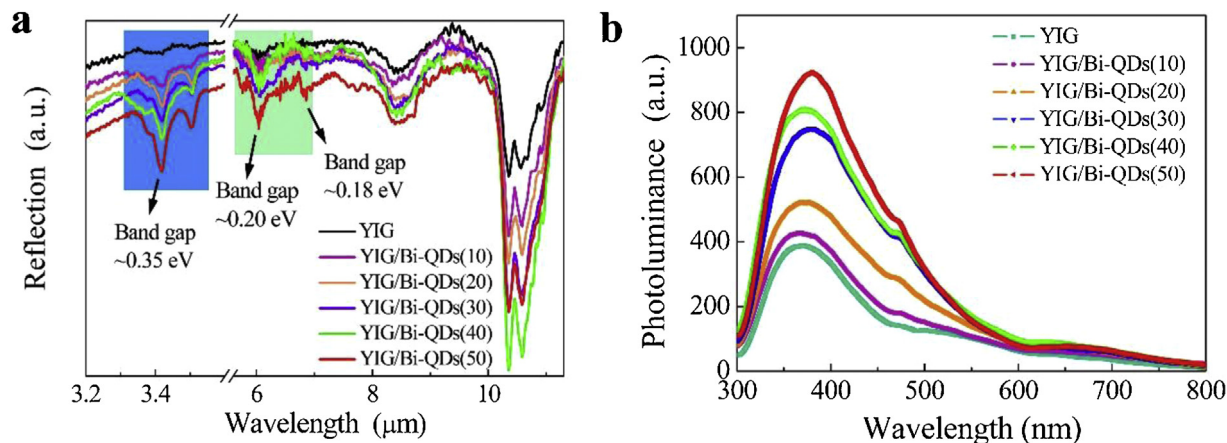 a
Reflection (a.u.)
Band gap
~0.35 eV
Band gap
~0.20 eV
Band gap
~0.18 eV
YIG
YIG/Bi-QDs(10)
YIG/Bi-QDs(20)
YIG/Bi-QDs(30)
YIG/Bi-QDs(40)
YIG/Bi-QDs(50)
3.2 3.4 6 8 10
Wavelength (μm)
b
Photoluminance (a.u.)
1000
800
600
400
200
0
YIG
YIG/Bi-QDs(10)
YIG/Bi-QDs(20)
YIG/Bi-QDs(30)
YIG/Bi-QDs(40)
YIG/Bi-QDs(50)
300 400 500 600 700 800
Wavelength (nm)